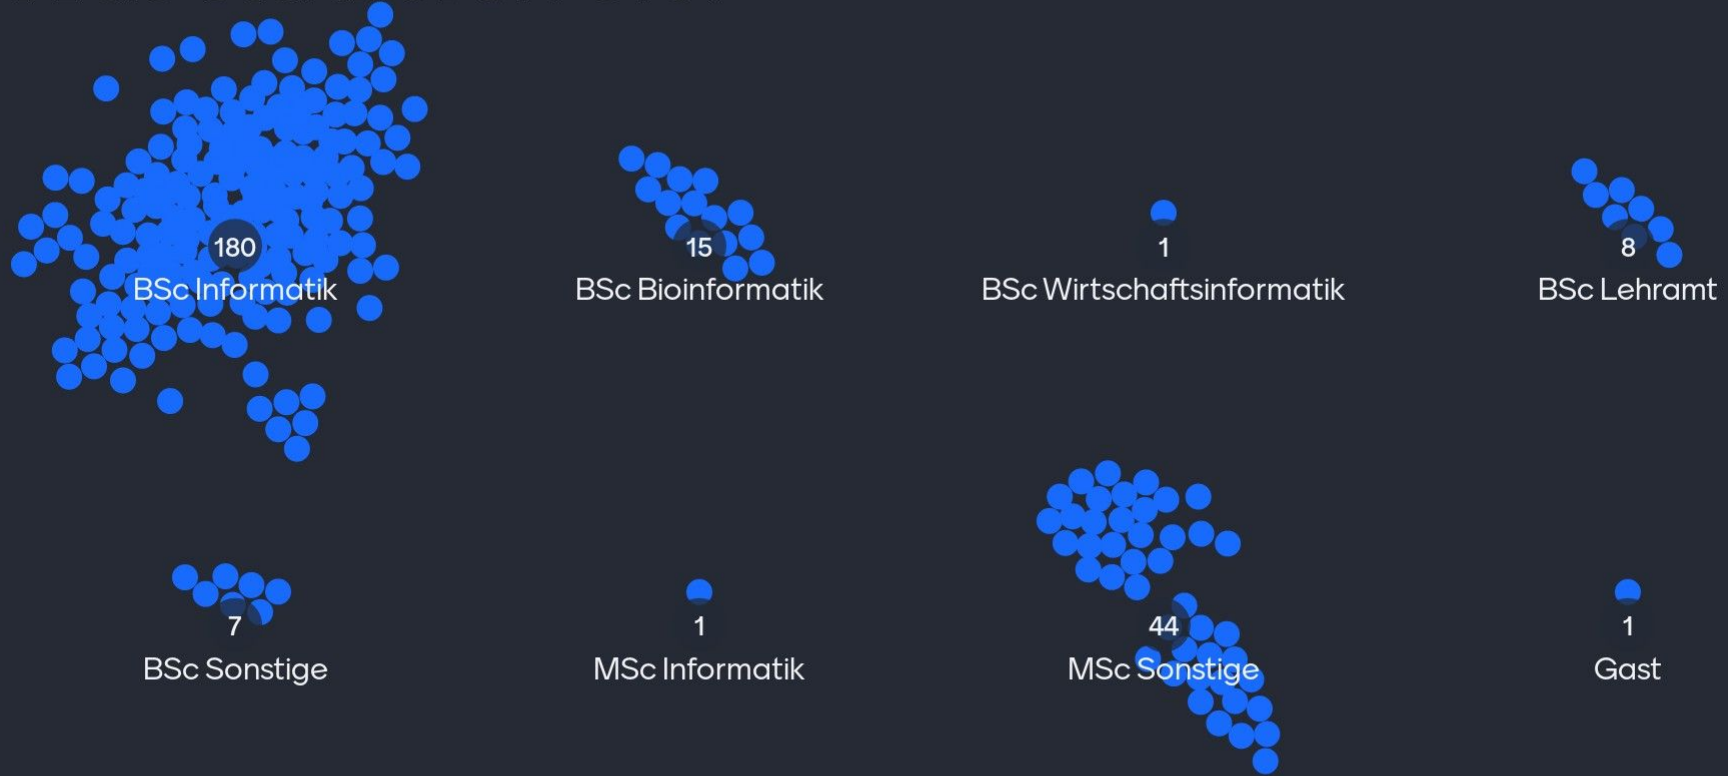 180
BSc Informatik
15
BSc Bioinformatik
1
BSc Wirtschaftsinformatik
8
BSc Lehramt
7
BSc Sonstige
1
MSc Informatik
44
MSc Sonstige
1
Gast